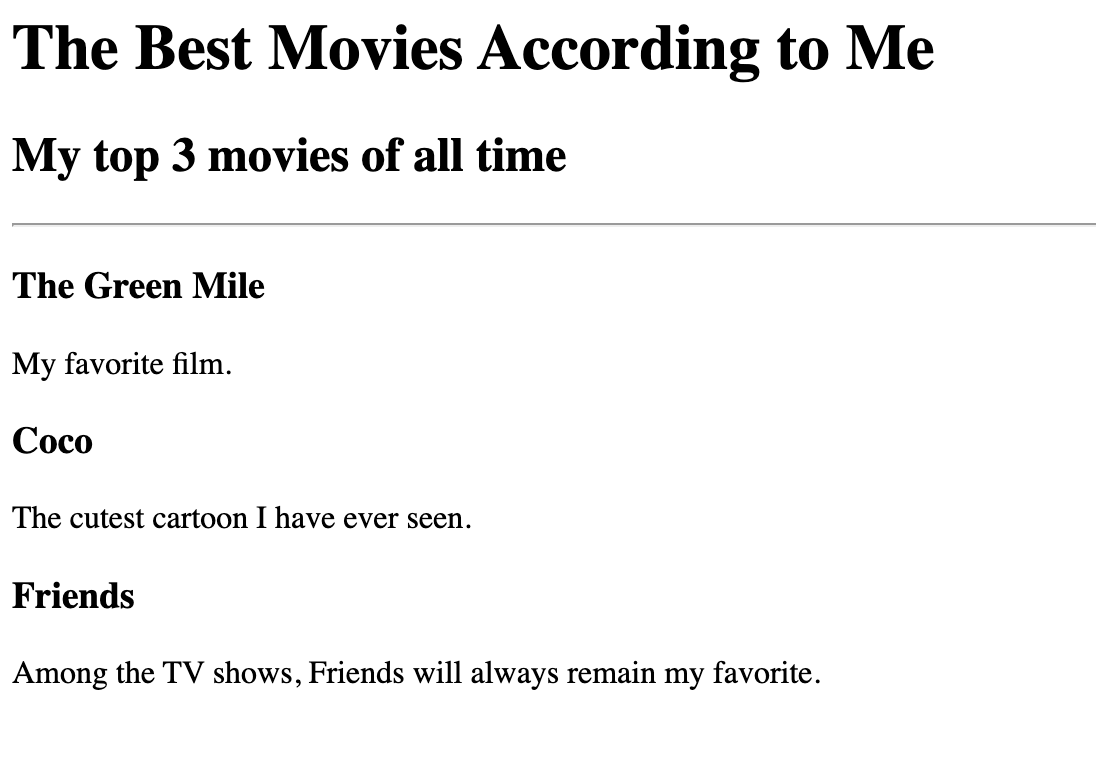 The Best Movies According to Me
My top 3 movies of all time
The Green Mile
My favorite film.
Coco
The cutest cartoon I have ever seen.
Friends
Among the TV shows, Friends will always remain my favorite.